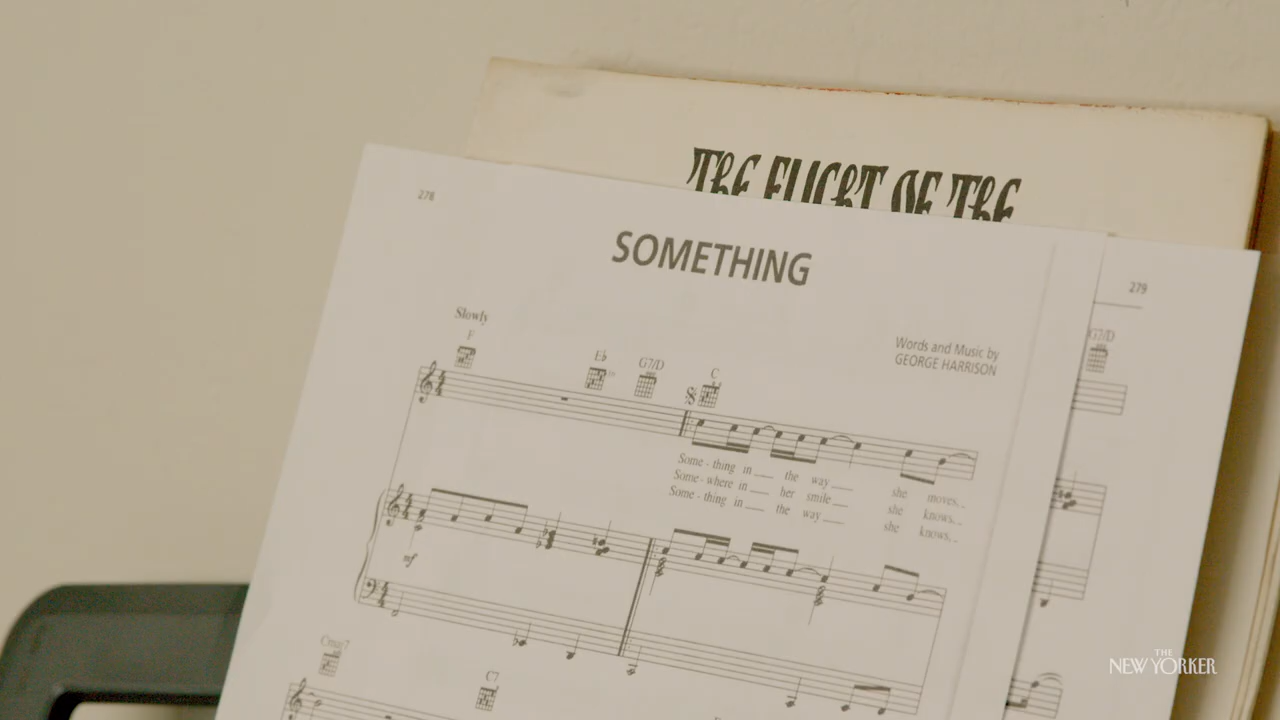 THE FLIGHT OF THE
278
SOMETHING
279
Slowly
Words and Music by
GEORGE HARRISON
F
Eb
G7/D
C
G7/D
Some - thing in the way she moves,
Some - where in her smile she knows,
Some - thing in the way she knows,
mf
C7
THE
NEW YORKER